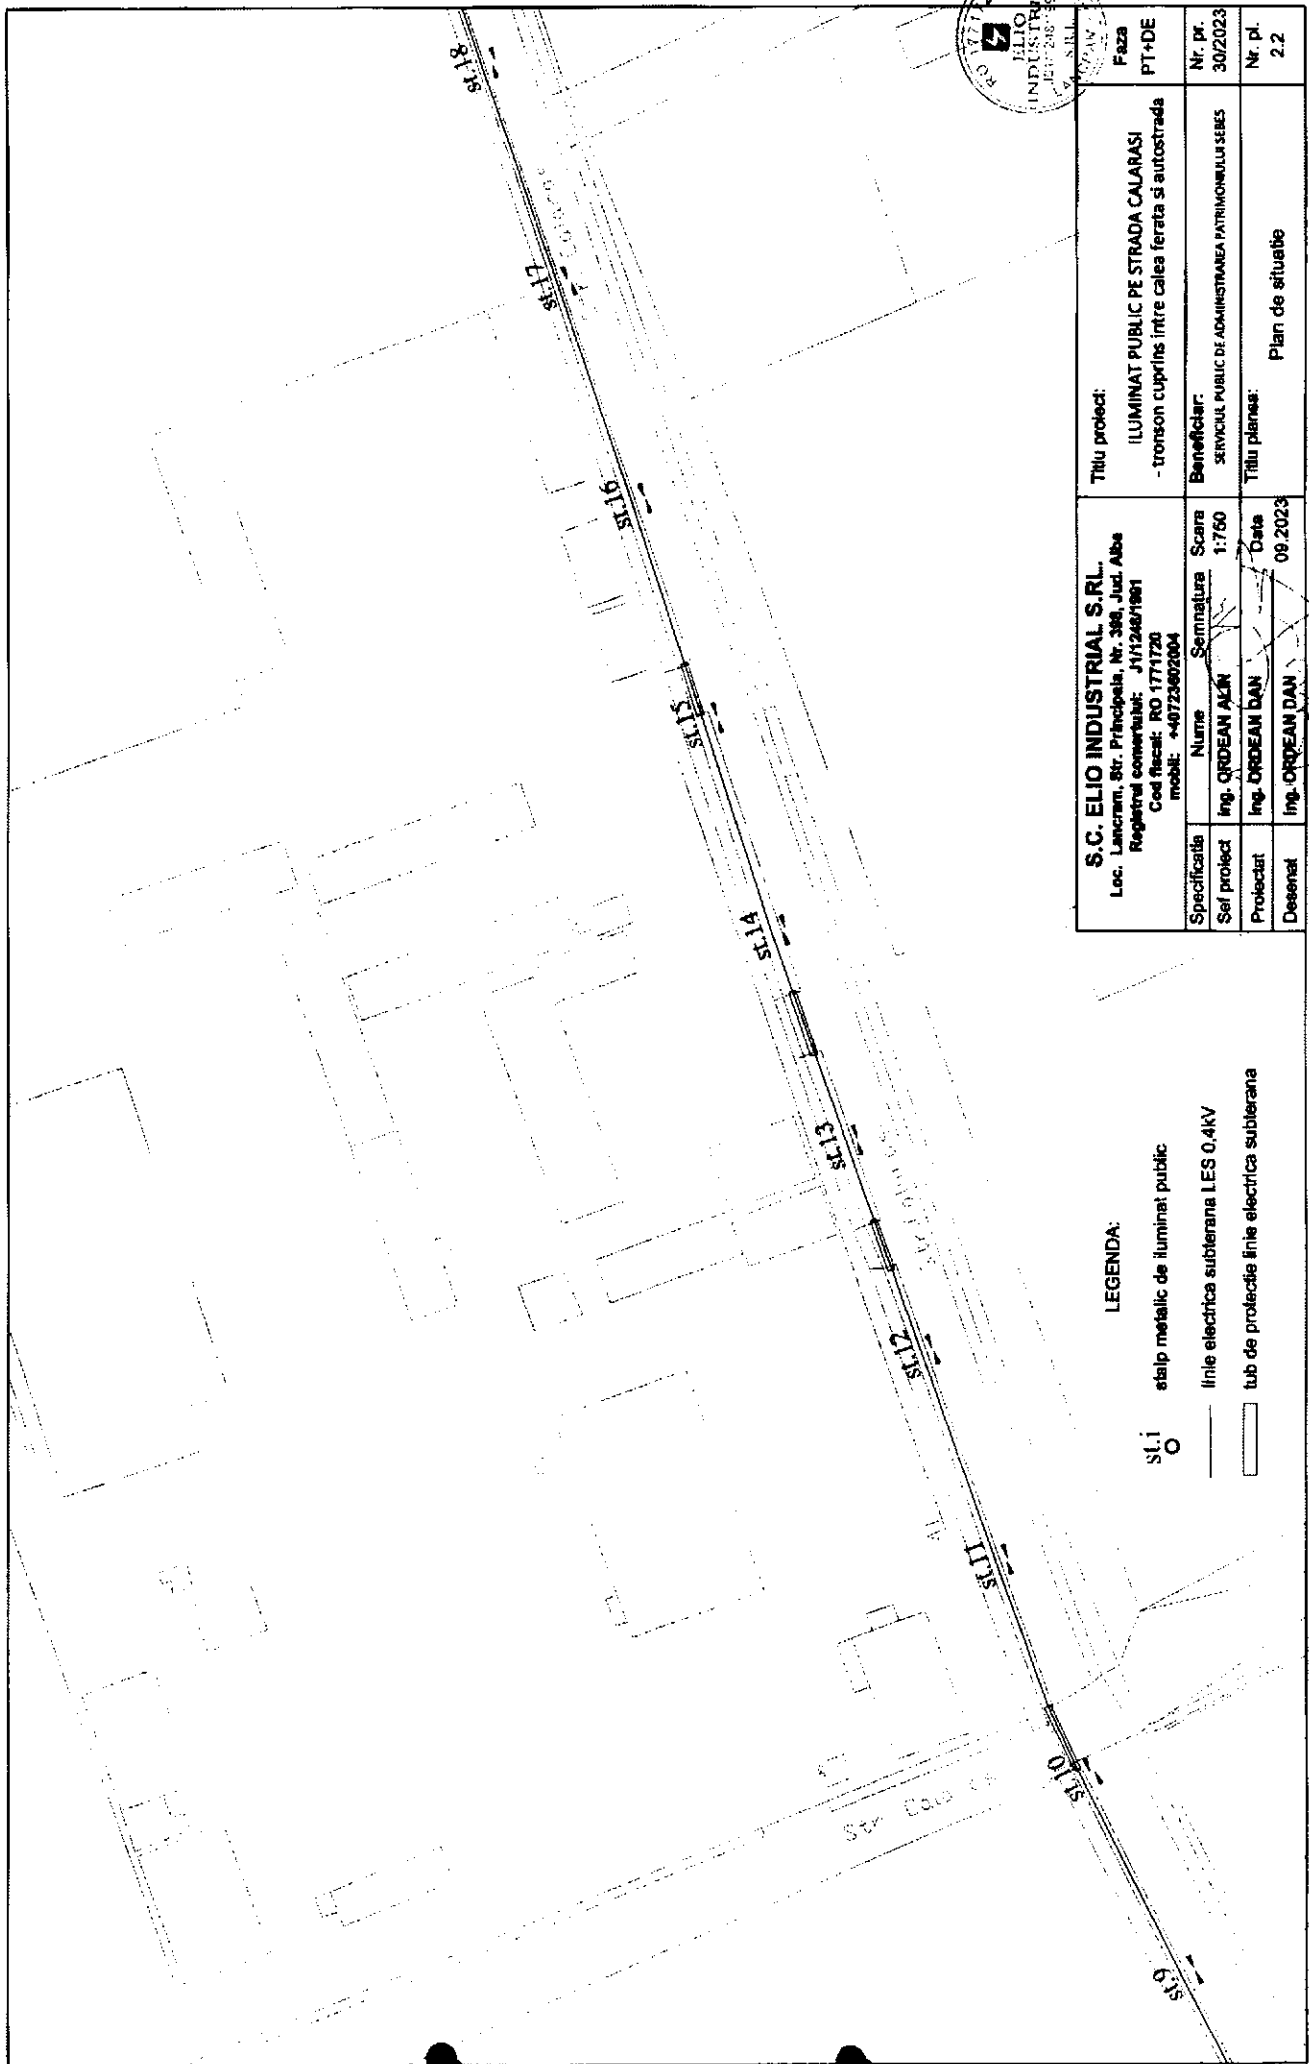 st.9
st.10
st.11
st.12
st.13
st.14
st.15
st.16
st.17
st.18
Str
LEGENDA:
st.i
stalp metalic de iluminat public
linie electrica subterana LES 0,4kV
tub de protectie linie electrica subterana
S.C. ELIO INDUSTRIAL S.RL.
Loc. Lancram, Str. Principala, Nr. 398, Jud. Alba
Registrul comertului: J1/1248/1991
Cod fiscal: RO 1771720
mobil: +40723602004
Specificatie Nume Semnatura Scara
Sef proiect ing. ORDEAN ALIN 1:750
Proiectat ing. ORDEAN DAN Data
Desenat ing. ORDEAN DAN 09.2023
Titlu proiect:
ILUMINAT PUBLIC PE STRADA CALARASI
- tronson cuprins intre calea ferata si autostrada
Beneficiar:
SERVICIUL PUBLIC DE ADMINISTRAREA PATRIMONIULUI SEBES
Titlu plansa:
Plan de situatie
Faza
PT+DE
Nr. pr.
30/2023
Nr. pl.
2.2
ELIO
S.R.L.